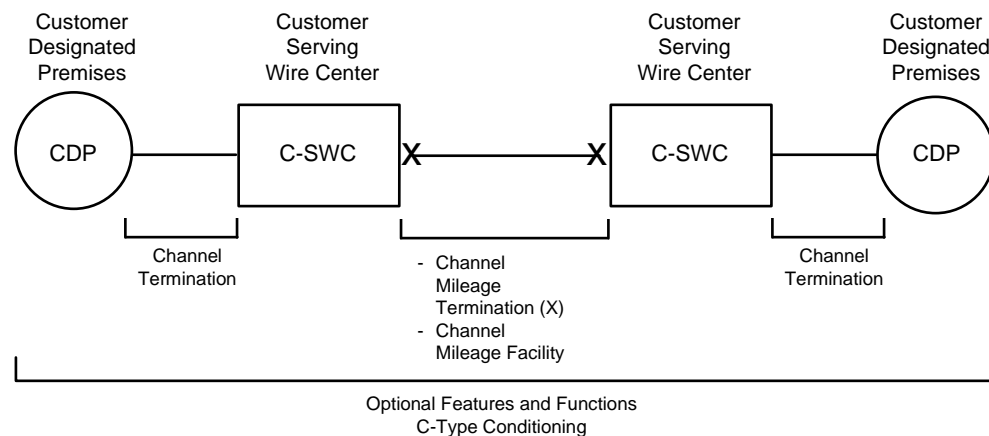 Customer
Designated
Premises
Customer
Serving
Wire Center
Customer
Serving
Wire Center
Customer
Designated
Premises
CDP
C-SWC
X
X
C-SWC
CDP
Channel
Termination
- Channel
Mileage
Termination (X)
- Channel
Mileage Facility
Channel
Termination
Optional Features and Functions
C-Type Conditioning